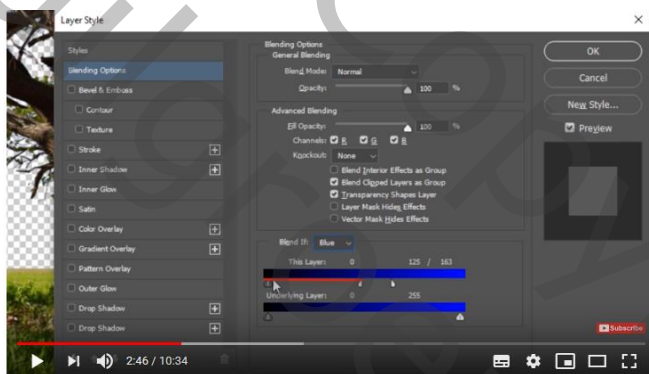 Layer Style
Styles
Blending Options
Bevel & Emboss
Contour
Texture
Stroke
Inner Shadow
Inner Glow
Satin
Color Overlay
Gradient Overlay
Pattern Overlay
Outer Glow
Drop Shadow
Drop Shadow
Blending Options
General Blending
Blend Mode: Normal
Opacity: 100 %
Advanced Blending
Fill Opacity: 100 %
Channels: R G B
Knockout: None
Blend Interior Effects as Group
Blend Clipped Layers as Group
Transparency Shapes Layer
Layer Mask Hides Effects
Vector Mask Hides Effects
Blend If: Blue
This Layer: 0 125 / 163
Underlying Layer: 0 255
OK
Cancel
New Style...
Preview
Subscribe
2:46 / 10:34